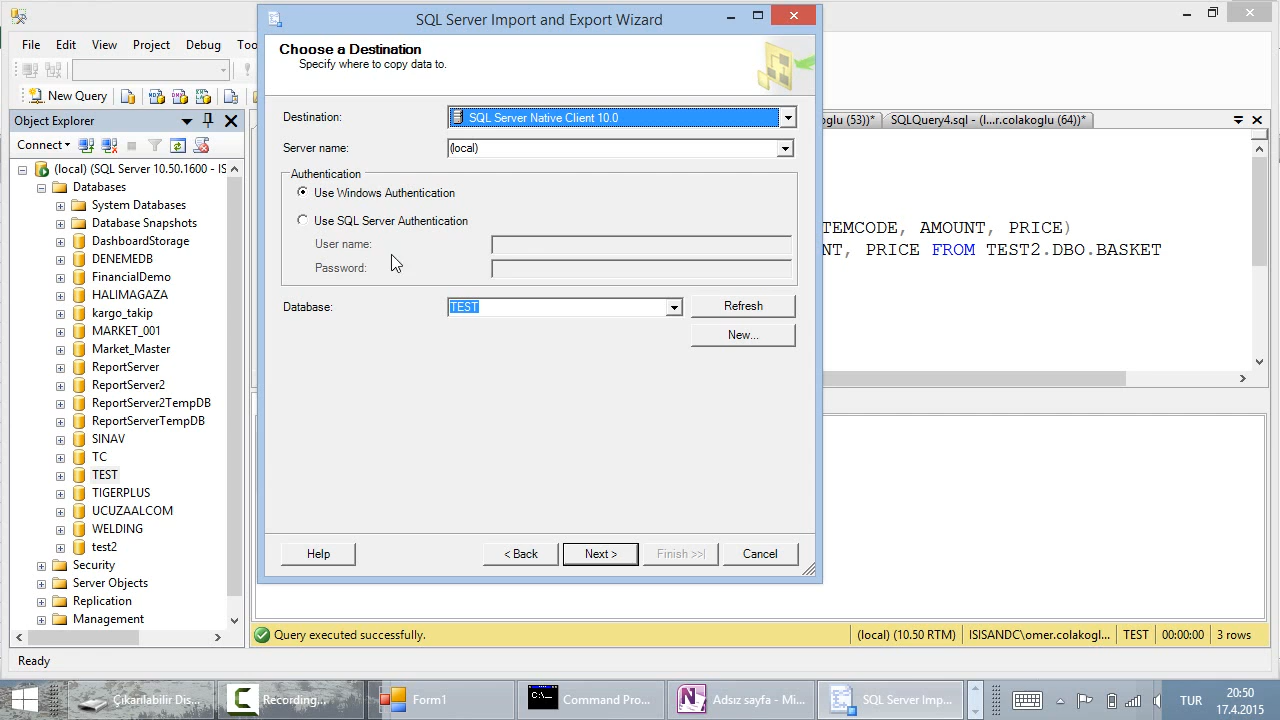 SQL Server Import and Export Wizard
File Edit View Project Debug Too
New Query
Choose a Destination
Specify where to copy data to.
Destination: SQL Server Native Client 10.0
Server name: (local)
Authentication
Use Windows Authentication
Use SQL Server Authentication
User name:
Password:
Database: TEST
Refresh
New...
Help
< Back
Next >
Finish >>|
Cancel
Object Explorer
Connect
(local) (SQL Server 10.50.1600 - IS
Databases
System Databases
Database Snapshots
DashboardStorage
DENEMEDB
FinancialDemo
HALIMAGAZA
kargo_takip
MARKET_001
Market_Master
ReportServer
ReportServer2
ReportServer2TempDB
ReportServerTempDB
SINAV
TC
TEST
TIGERPLUS
UCUZAALCOM
WELDING
test2
Security
Server Objects
Replication
Management
oglu (53))* SQLQuery4.sql - (l...r.colakoglu (64))*
TEMCODE, AMOUNT, PRICE)
NT, PRICE FROM TEST2.DBO.BASKET
Query executed successfully. (local) (10.50 RTM) ISISANDC\omer.colakogl... TEST 00:00:00 3 rows
Ready
Çıkarılabilir Dis... Recording... Form1 Command Pro... Adsız sayfa - Mi... SQL Server Imp... TUR 20:50
17.4.2015